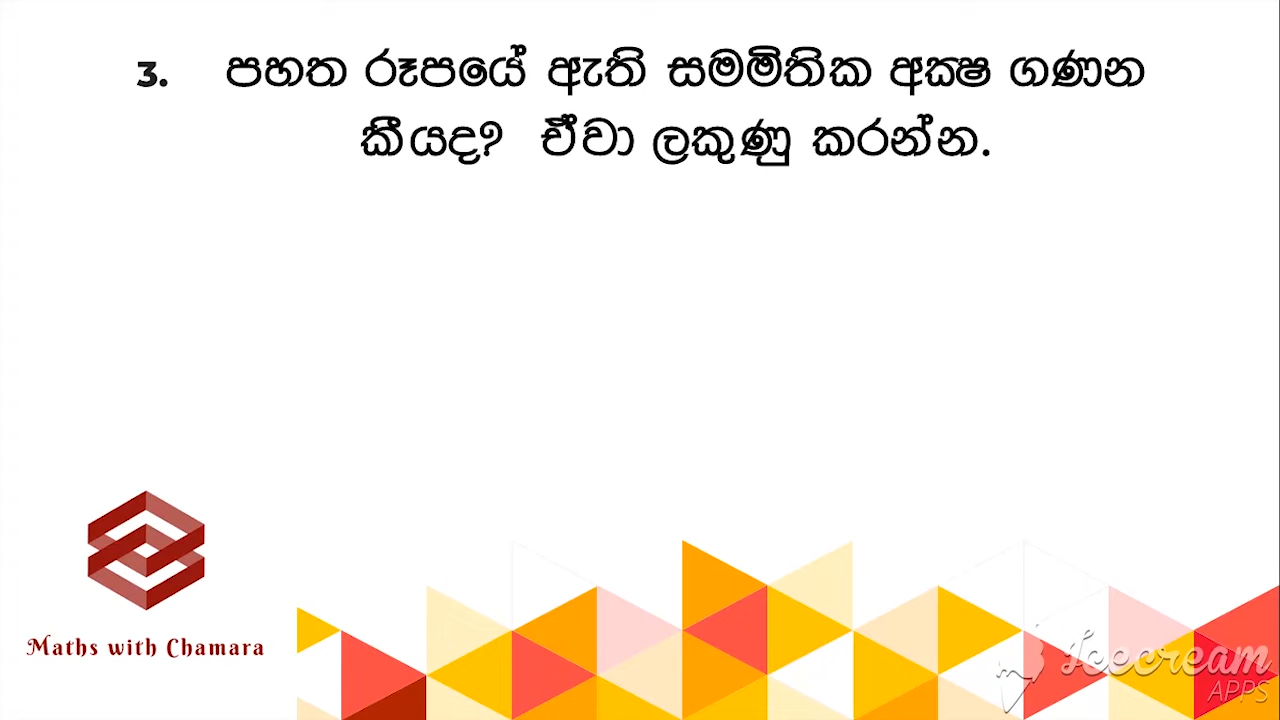 3. පහත රූපයේ ඇති සමමිතික අක්‍ෂ ගණන
කීයද? ඒවා ලකුණු කරන්න.
Maths with Chamara
Icecream
APPS